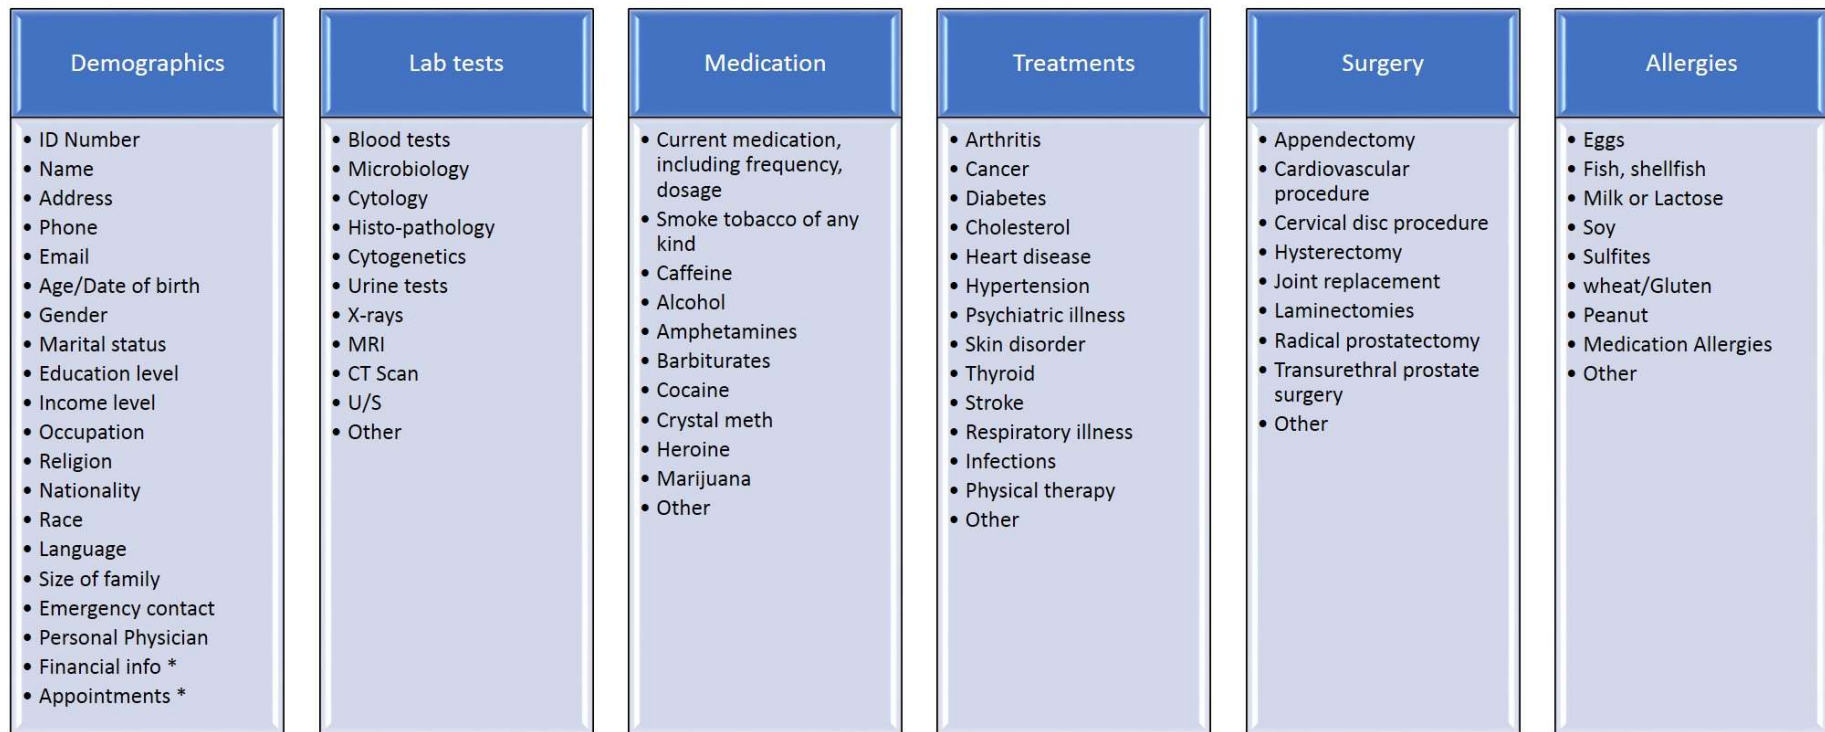 Demographics
• ID Number
• Name
• Address
• Phone
• Email
• Age/Date of birth
• Gender
• Marital status
• Education level
• Income level
• Occupation
• Religion
• Nationality
• Race
• Language
• Size of family
• Emergency contact
• Personal Physician
• Financial info *
• Appointments *
Lab tests
• Blood tests
• Microbiology
• Cytology
• Histo-pathology
• Cytogenetics
• Urine tests
• X-rays
• MRI
• CT Scan
• U/S
• Other
Medication
• Current medication,
including frequency,
dosage
• Smoke tobacco of any
kind
• Caffeine
• Alcohol
• Amphetamines
• Barbiturates
• Cocaine
• Crystal meth
• Heroine
• Marijuana
• Other
Treatments
• Arthritis
• Cancer
• Diabetes
• Cholesterol
• Heart disease
• Hypertension
• Psychiatric illness
• Skin disorder
• Thyroid
• Stroke
• Respiratory illness
• Infections
• Physical therapy
• Other
Surgery
• Appendectomy
• Cardiovascular
procedure
• Cervical disc procedure
• Hysterectomy
• Joint replacement
• Laminectomies
• Radical prostatectomy
• Transurethral prostate
surgery
• Other
Allergies
• Eggs
• Fish, shellfish
• Milk or Lactose
• Soy
• Sulfites
• wheat/Gluten
• Peanut
• Medication Allergies
• Other